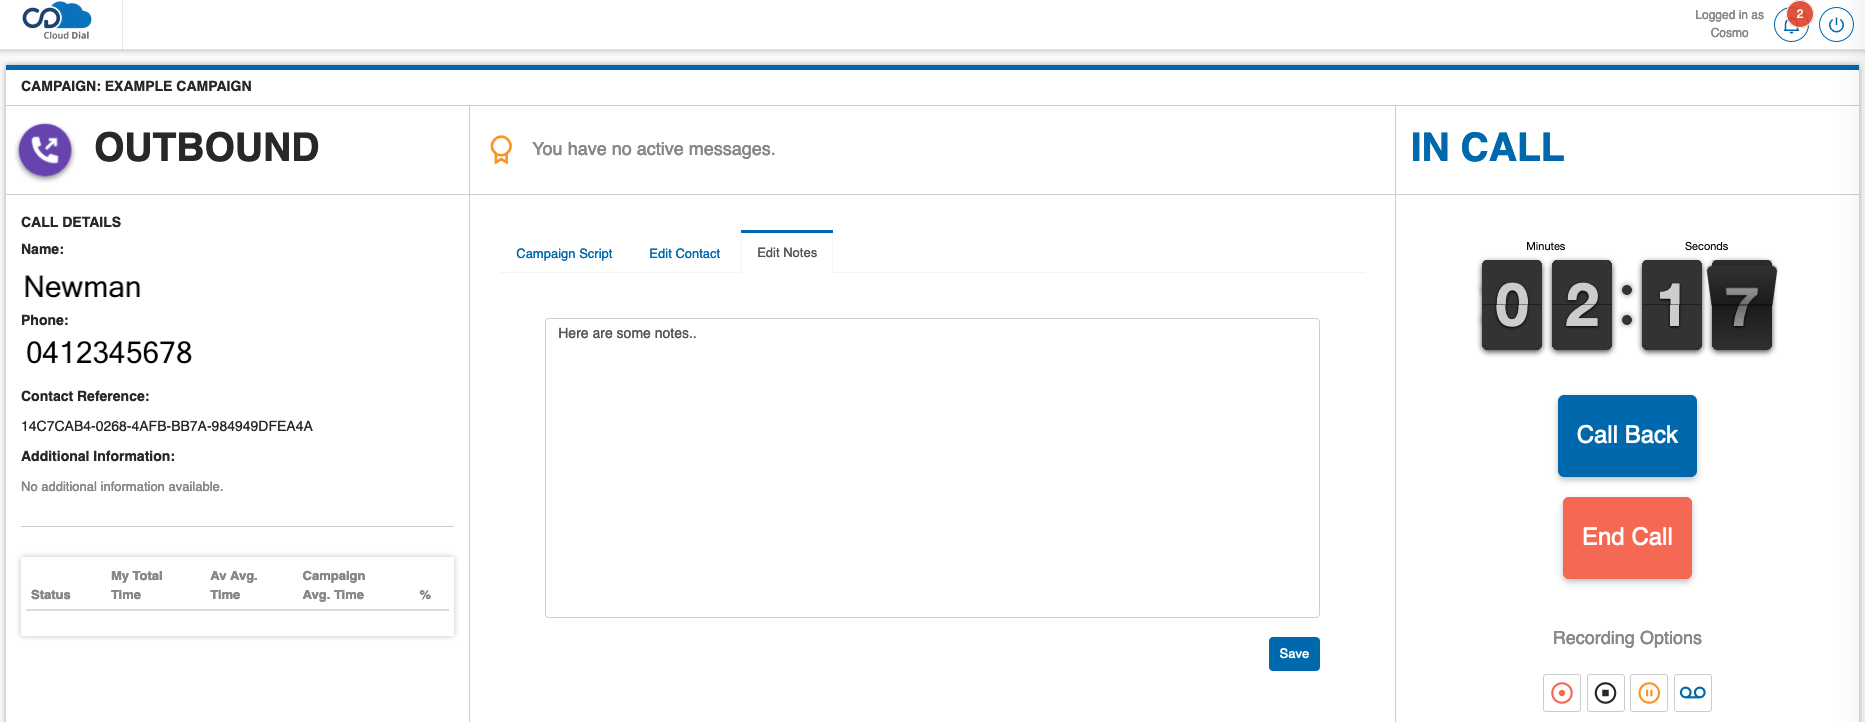 Cloud Dial
Logged in as
Cosmo
2
CAMPAIGN: EXAMPLE CAMPAIGN
OUTBOUND
You have no active messages.
IN CALL
CALL DETAILS
Name:
Newman
Phone:
0412345678
Contact Reference:
14C7CAB4-0268-4AFB-BB7A-984949DFEA4A
Additional Information:
No additional information available.
Status My Total Time Av Avg. Time Campaign Avg. Time %
Campaign Script Edit Contact Edit Notes
Here are some notes..
Save
Minutes Seconds
02:17
Call Back
End Call
Recording Options